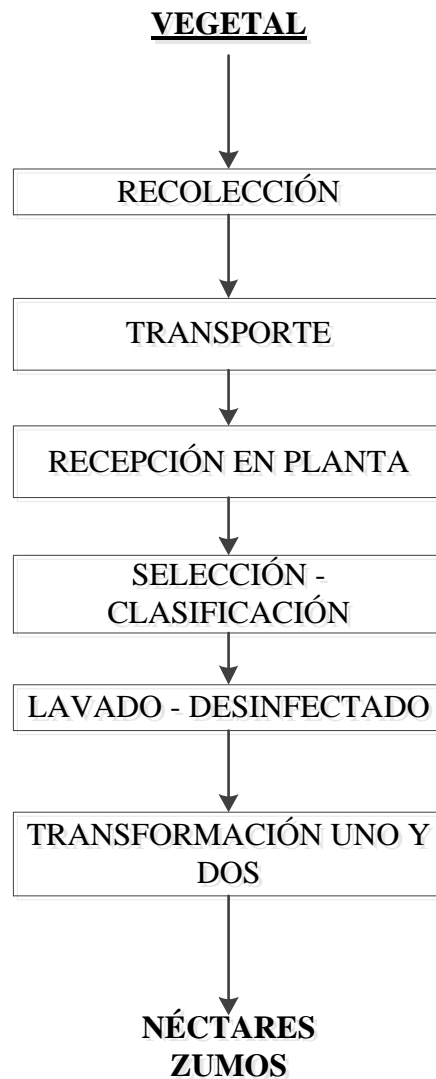 VEGETAL
RECOLECCIÓN
TRANSPORTE
RECEPCIÓN EN PLANTA
SELECCIÓN -
CLASIFICACIÓN
LAVADO - DESINFECTADO
TRANSFORMACIÓN UNO Y
DOS
NÉCTARES
ZUMOS